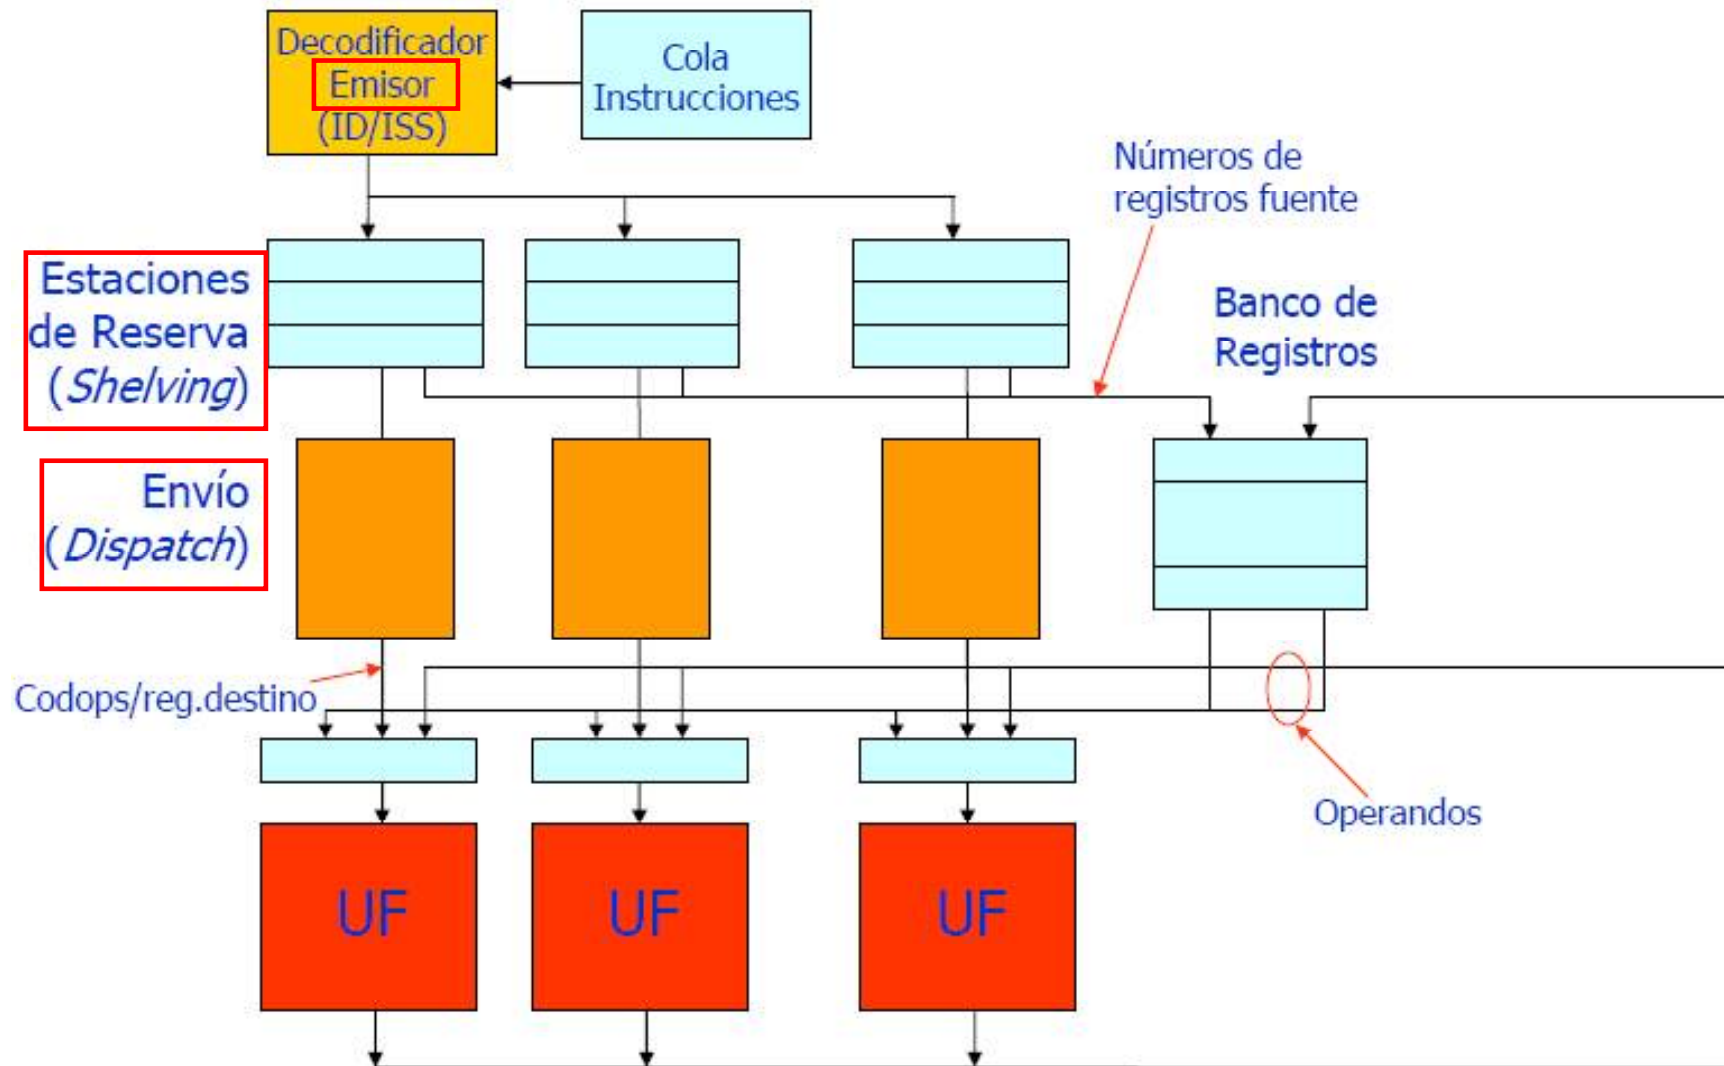 Decodificador
Emisor
(ID/ISS)
Cola
Instrucciones
Números de
registros fuente
Estaciones
de Reserva
(Shelving)
Banco de
Registros
Envío
(Dispatch)
Codops/reg.destino
Operandos
UF
UF
UF